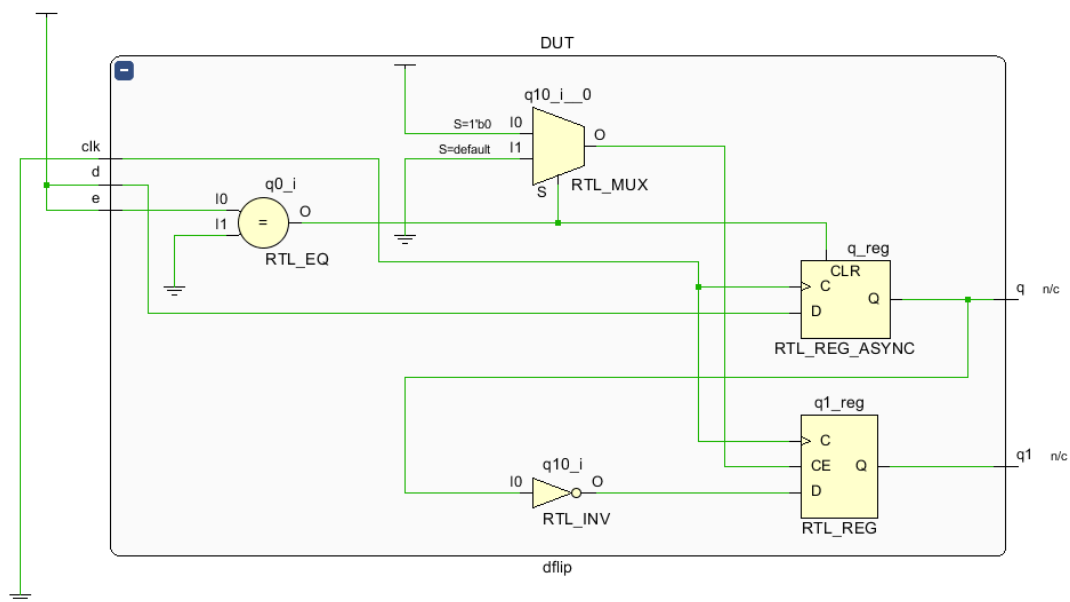 DUT
q10_i__0
S=1'b0 I0
O
S=default I1
S
RTL_MUX
clk
d
e
q0_i
I0
O
I1
=
RTL_EQ
q_reg
CLR
C
Q
D
RTL_REG_ASYNC
q n/c
q1_reg
C
CE Q
D
RTL_REG
q1 n/c
q10_i
I0 O
RTL_INV
dflip